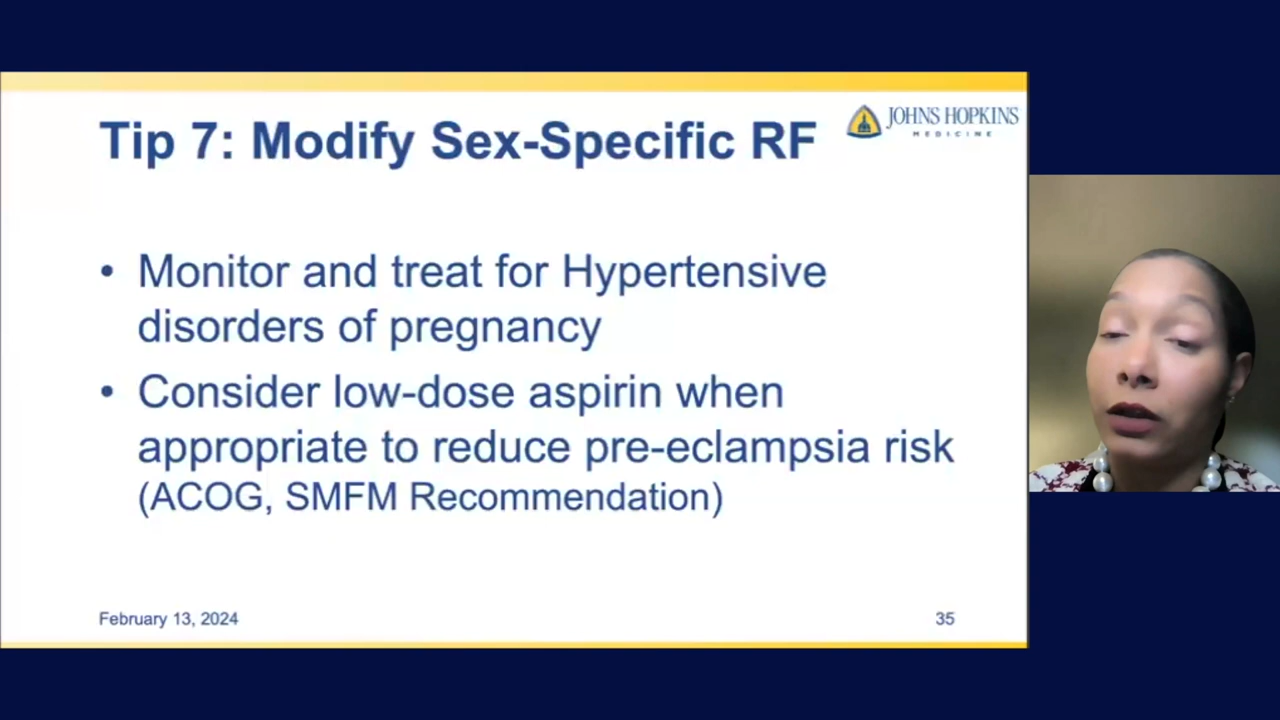 Tip 7: Modify Sex-Specific RF
JOHNS HOPKINS
MEDICINE
• Monitor and treat for Hypertensive
disorders of pregnancy
• Consider low-dose aspirin when
appropriate to reduce pre-eclampsia risk
(ACOG, SMFM Recommendation)
February 13, 2024
35